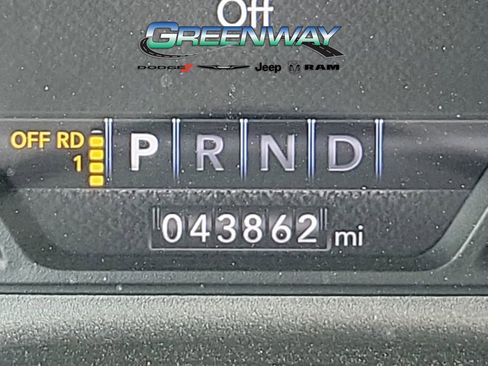 Off
GREENWAY
DODGE Jeep RAM
OFF RD
1
P R N D
043862 mi